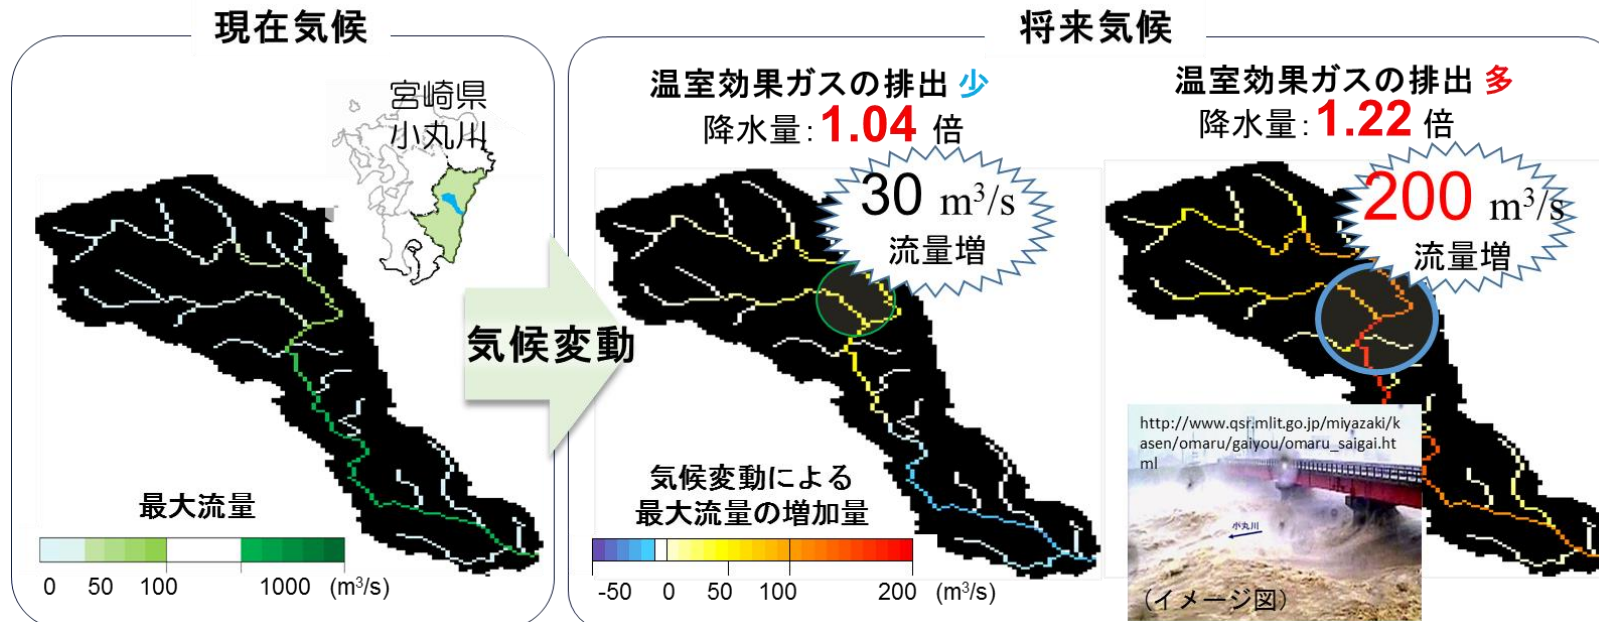 現在気候
宮崎県
小丸川
最大流量
0 50 100 1000 (m³/s)
気候変動
将来気候
温室効果ガスの排出 少
降水量：1.04 倍
30 m³/s
流量増
気候変動による
最大流量の増加量
-50 0 50 100 200 (m³/s)
温室効果ガスの排出 多
降水量：1.22 倍
200 m³/s
流量増
http://www.qsr.mlit.go.jp/miyazaki/k
asen/omaru/gaiyou/omaru_saigai.ht
ml
小丸川
（イメージ図）